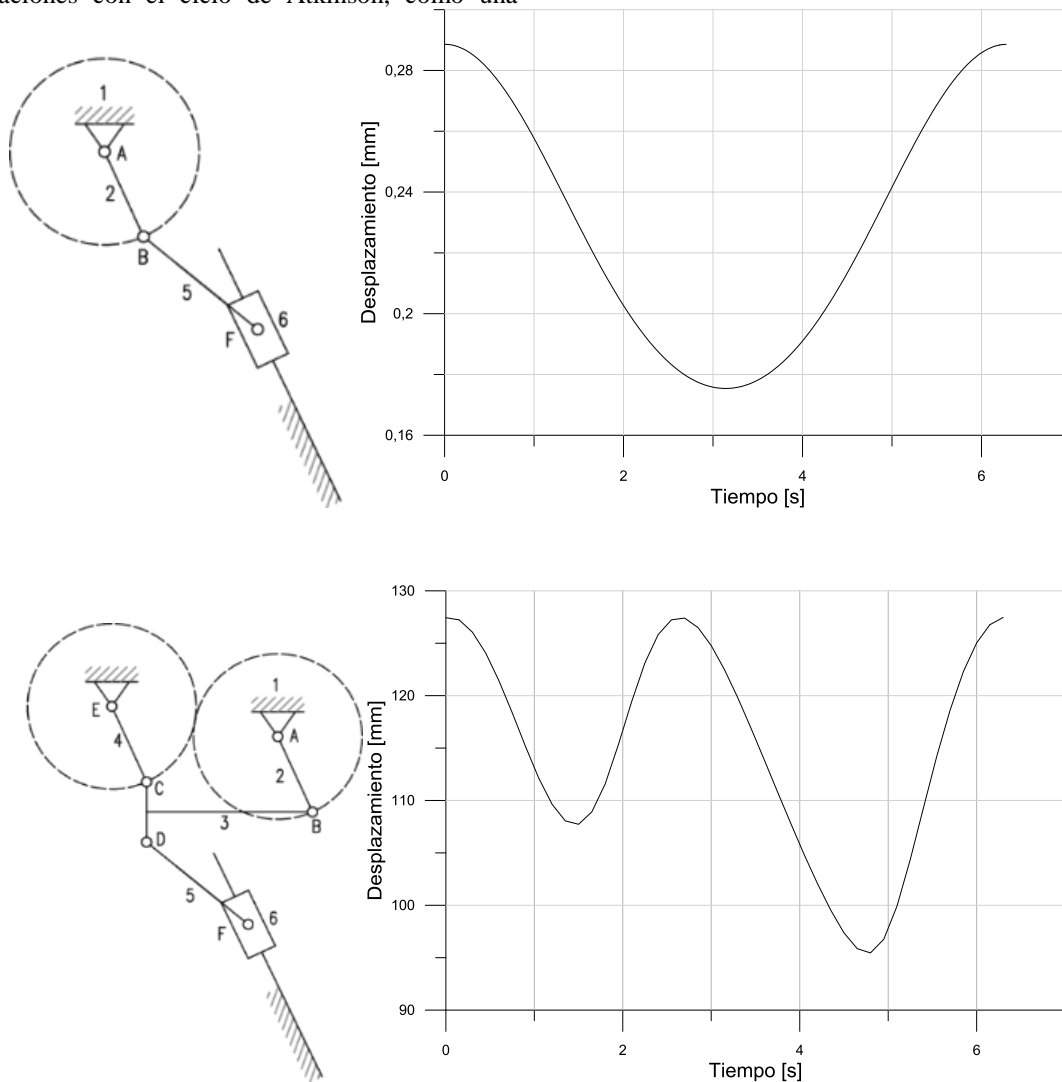 aciones con el ciclo de Atkinson, como una
1
A
2
B
5
6
F
Desplazamiento [mm]
0,28
0,24
0,2
0,16
0
2
4
6
Tiempo [s]
1
E
A
4
2
C
3
B
D
5
6
F
Desplazamiento [mm]
130
120
110
100
90
0
2
4
6
Tiempo [s]